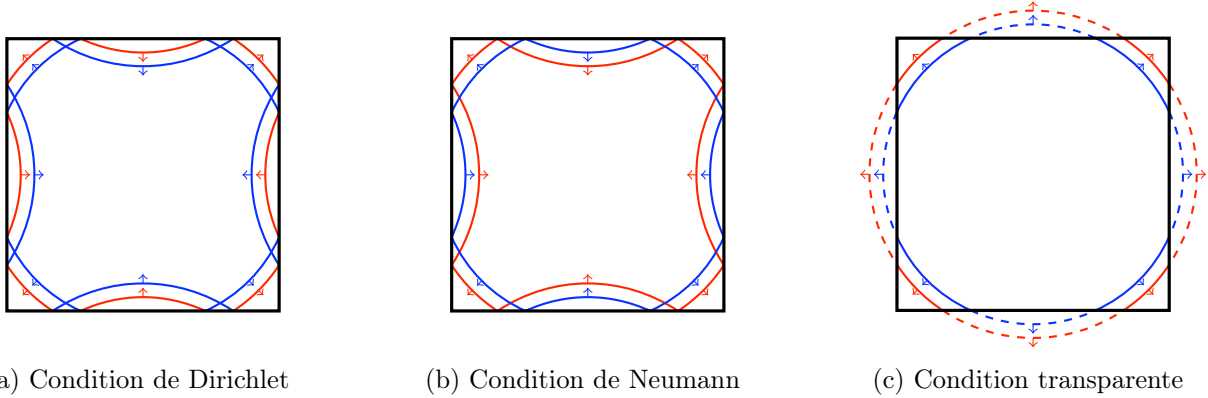 a) Condition de Dirichlet
(b) Condition de Neumann
(c) Condition transparente